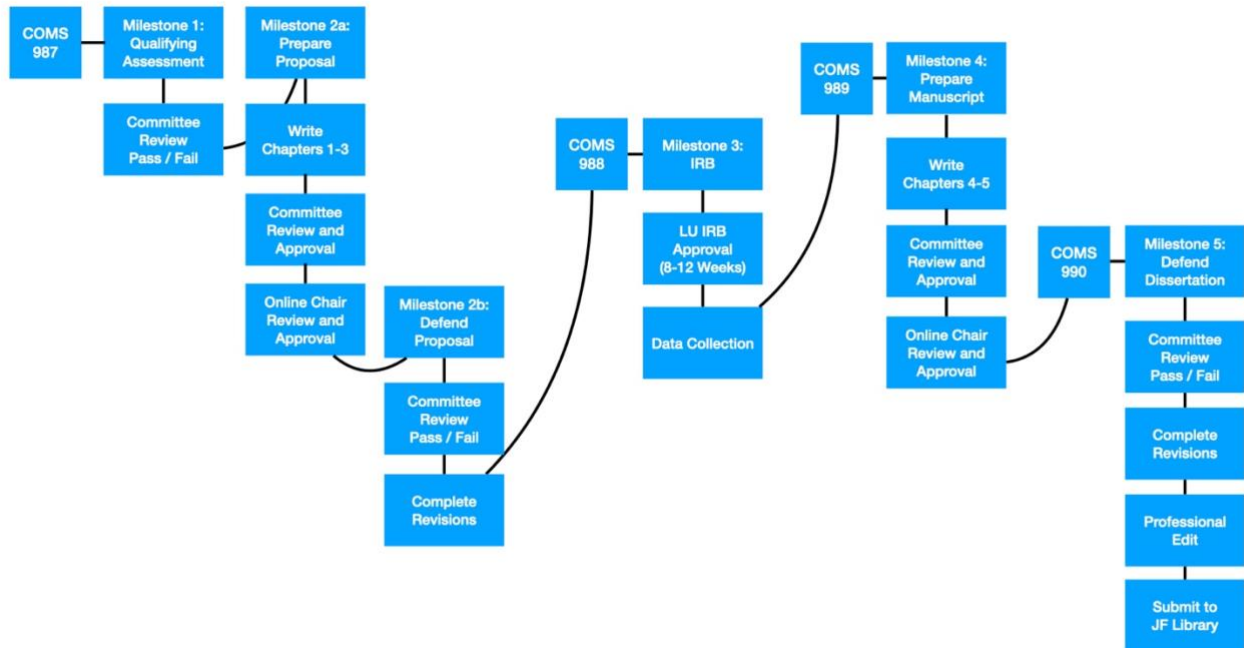 COMS
987
Milestone 1:
Qualifying
Assessment
Committee
Review
Pass / Fail
Milestone 2a:
Prepare
Proposal
Write
Chapters 1-3
Committee
Review and
Approval
Online Chair
Review and
Approval
Milestone 2b:
Defend
Proposal
Committee
Review
Pass / Fail
Complete
Revisions
COMS
988
Milestone 3:
IRB
LU IRB
Approval
(8-12 Weeks)
Data Collection
COMS
989
Milestone 4:
Prepare
Manuscript
Write
Chapters 4-5
Committee
Review and
Approval
Online Chair
Review and
Approval
COMS
990
Milestone 5:
Defend
Dissertation
Committee
Review
Pass / Fail
Complete
Revisions
Professional
Edit
Submit to
JF Library